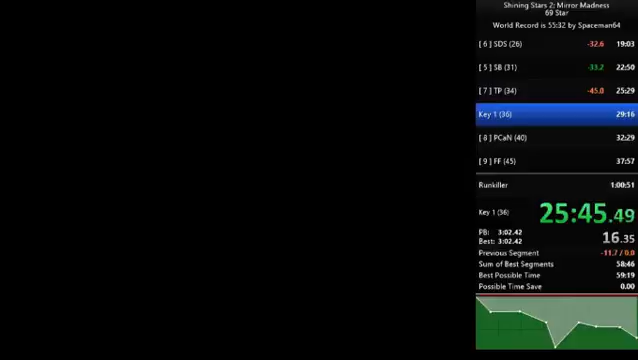 Shining Stars 2: Mirror Madness
69 Star
World Record is 55:32 by Spaceman64
[ 6 ] SDS (26) -32.6 19:03
[ 5 ] SB (31) -33.2 22:50
[ 7 ] TP (34) -45.0 25:29
Key 1 (36) 29:16
[ 8 ] PCaN (40) 32:29
[ 9 ] FF (45) 37:57
Runkiller 1:00:51
Key 1 (36) 25:45.49
PB: 3:02.42
Best: 3:02.42 16.35
Previous Segment -11.7 / 0.0
Sum of Best Segments 58:46
Best Possible Time 59:19
Possible Time Save 0.00